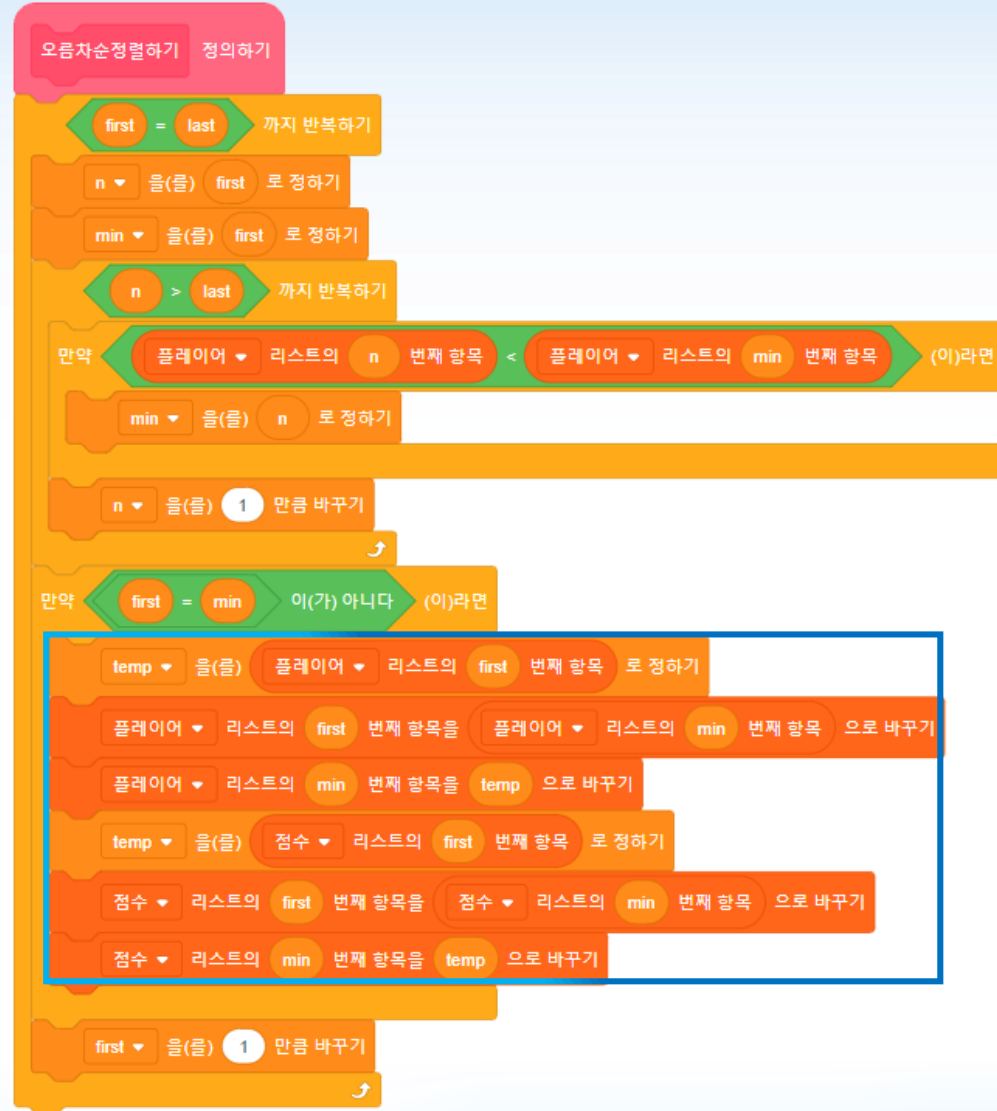 오름차순정렬하기 정의하기
first = last 까지 반복하기
n 을(를) first 로 정하기
min 을(를) first 로 정하기
n > last 까지 반복하기
만약 플레이어 리스트의 n 번째 항목 < 플레이어 리스트의 min 번째 항목 (이)라면
min 을(를) n 로 정하기
n 을(를) 1 만큼 바꾸기
만약 first = min 이(가) 아니다 (이)라면
temp 을(를) 플레이어 리스트의 first 번째 항목 로 정하기
플레이어 리스트의 first 번째 항목을 플레이어 리스트의 min 번째 항목 으로 바꾸기
플레이어 리스트의 min 번째 항목을 temp 으로 바꾸기
temp 을(를) 점수 리스트의 first 번째 항목 로 정하기
점수 리스트의 first 번째 항목을 점수 리스트의 min 번째 항목 으로 바꾸기
점수 리스트의 min 번째 항목을 temp 으로 바꾸기
first 을(를) 1 만큼 바꾸기